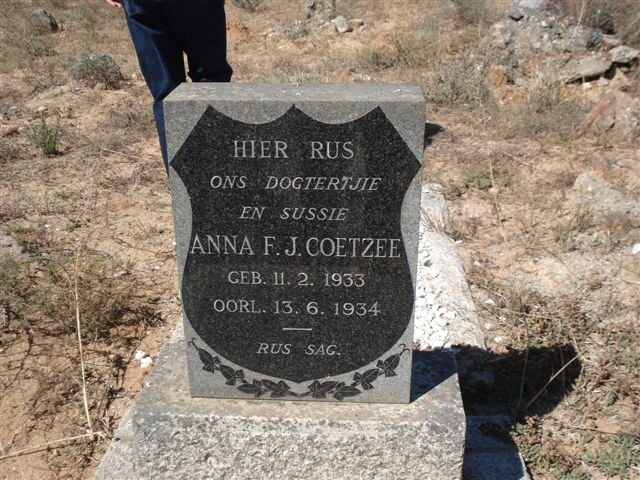 HIER RUS
ONS DOGTERTJIE
EN SUSSIE
ANNA F. J. COETZEE
GEB. 11. 2. 1933
OORL. 13. 6. 1934
RUS SAG.